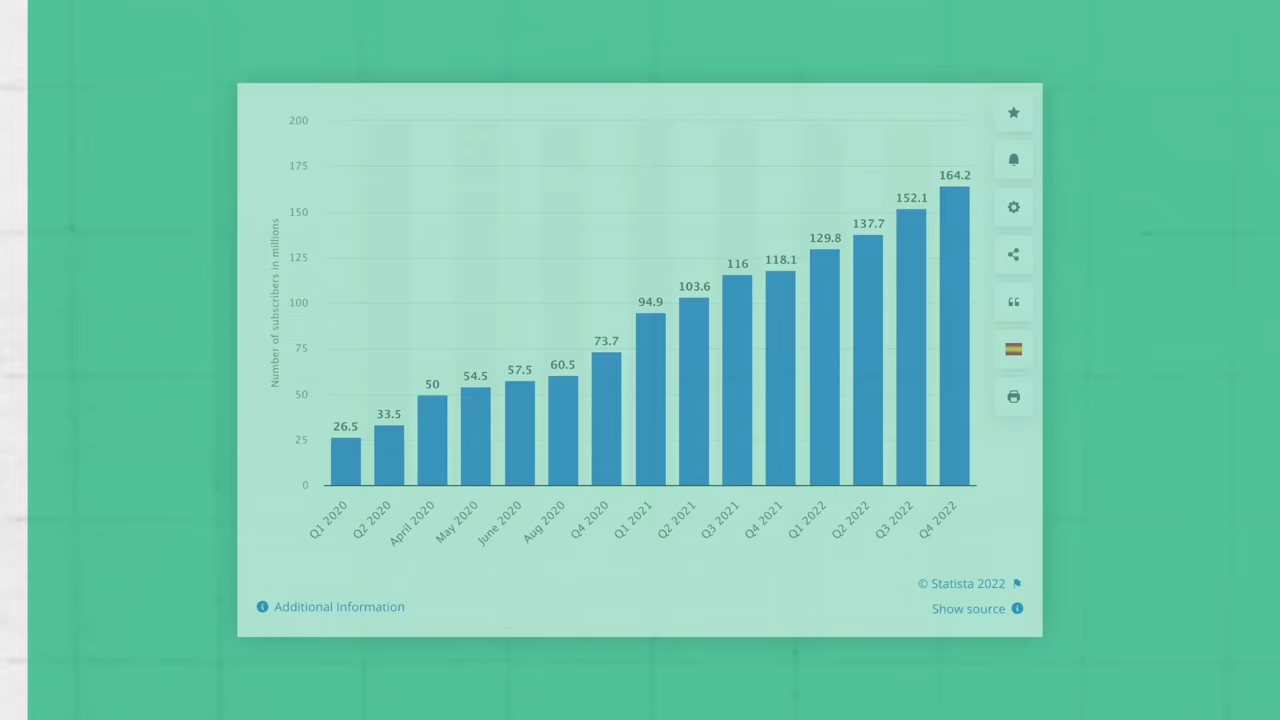 200
175
150
125
100
75
50
25
0
Number of subscribers in millions
26.5
33.5
50
54.5
57.5
60.5
73.7
94.9
103.6
116
118.1
129.8
137.7
152.1
164.2
Q1 2020
Q2 2020
April 2020
May 2020
June 2020
Aug 2020
Q4 2020
Q1 2021
Q2 2021
Q3 2021
Q4 2021
Q1 2022
Q2 2022
Q3 2022
Q4 2022
© Statista 2022
Additional Information
Show source